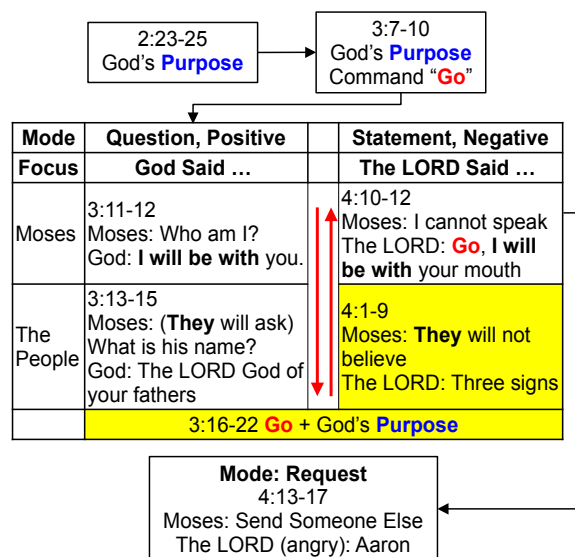 2:23-25
God's Purpose
3:7-10
God's Purpose
Command “Go”
Mode
Question, Positive
Statement, Negative
Focus
God Said …
The LORD Said …
Moses
3:11-12
Moses: Who am I?
God: I will be with you.
4:10-12
Moses: I cannot speak
The LORD: Go, I will
be with your mouth
The
People
3:13-15
Moses: (They will ask)
What is his name?
God: The LORD God of
your fathers
4:1-9
Moses: They will not
believe
The LORD: Three signs
3:16-22 Go + God's Purpose
Mode: Request
4:13-17
Moses: Send Someone Else
The LORD (angry): Aaron